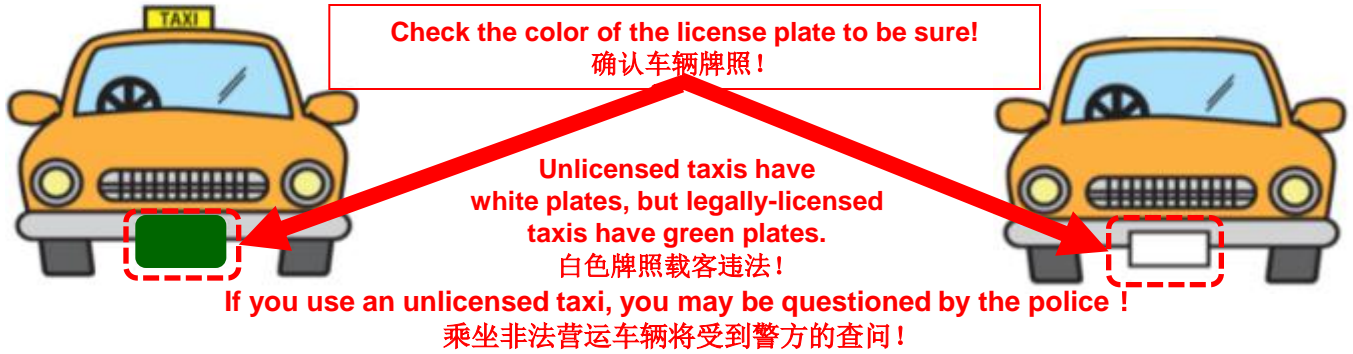 TAXI
Check the color of the license plate to be sure!
确认车辆牌照！
Unlicensed taxis have
white plates, but legally-licensed
taxis have green plates.
白色牌照载客违法！
If you use an unlicensed taxi, you may be questioned by the police！
乘坐非法营运车辆将受到警方的查问！